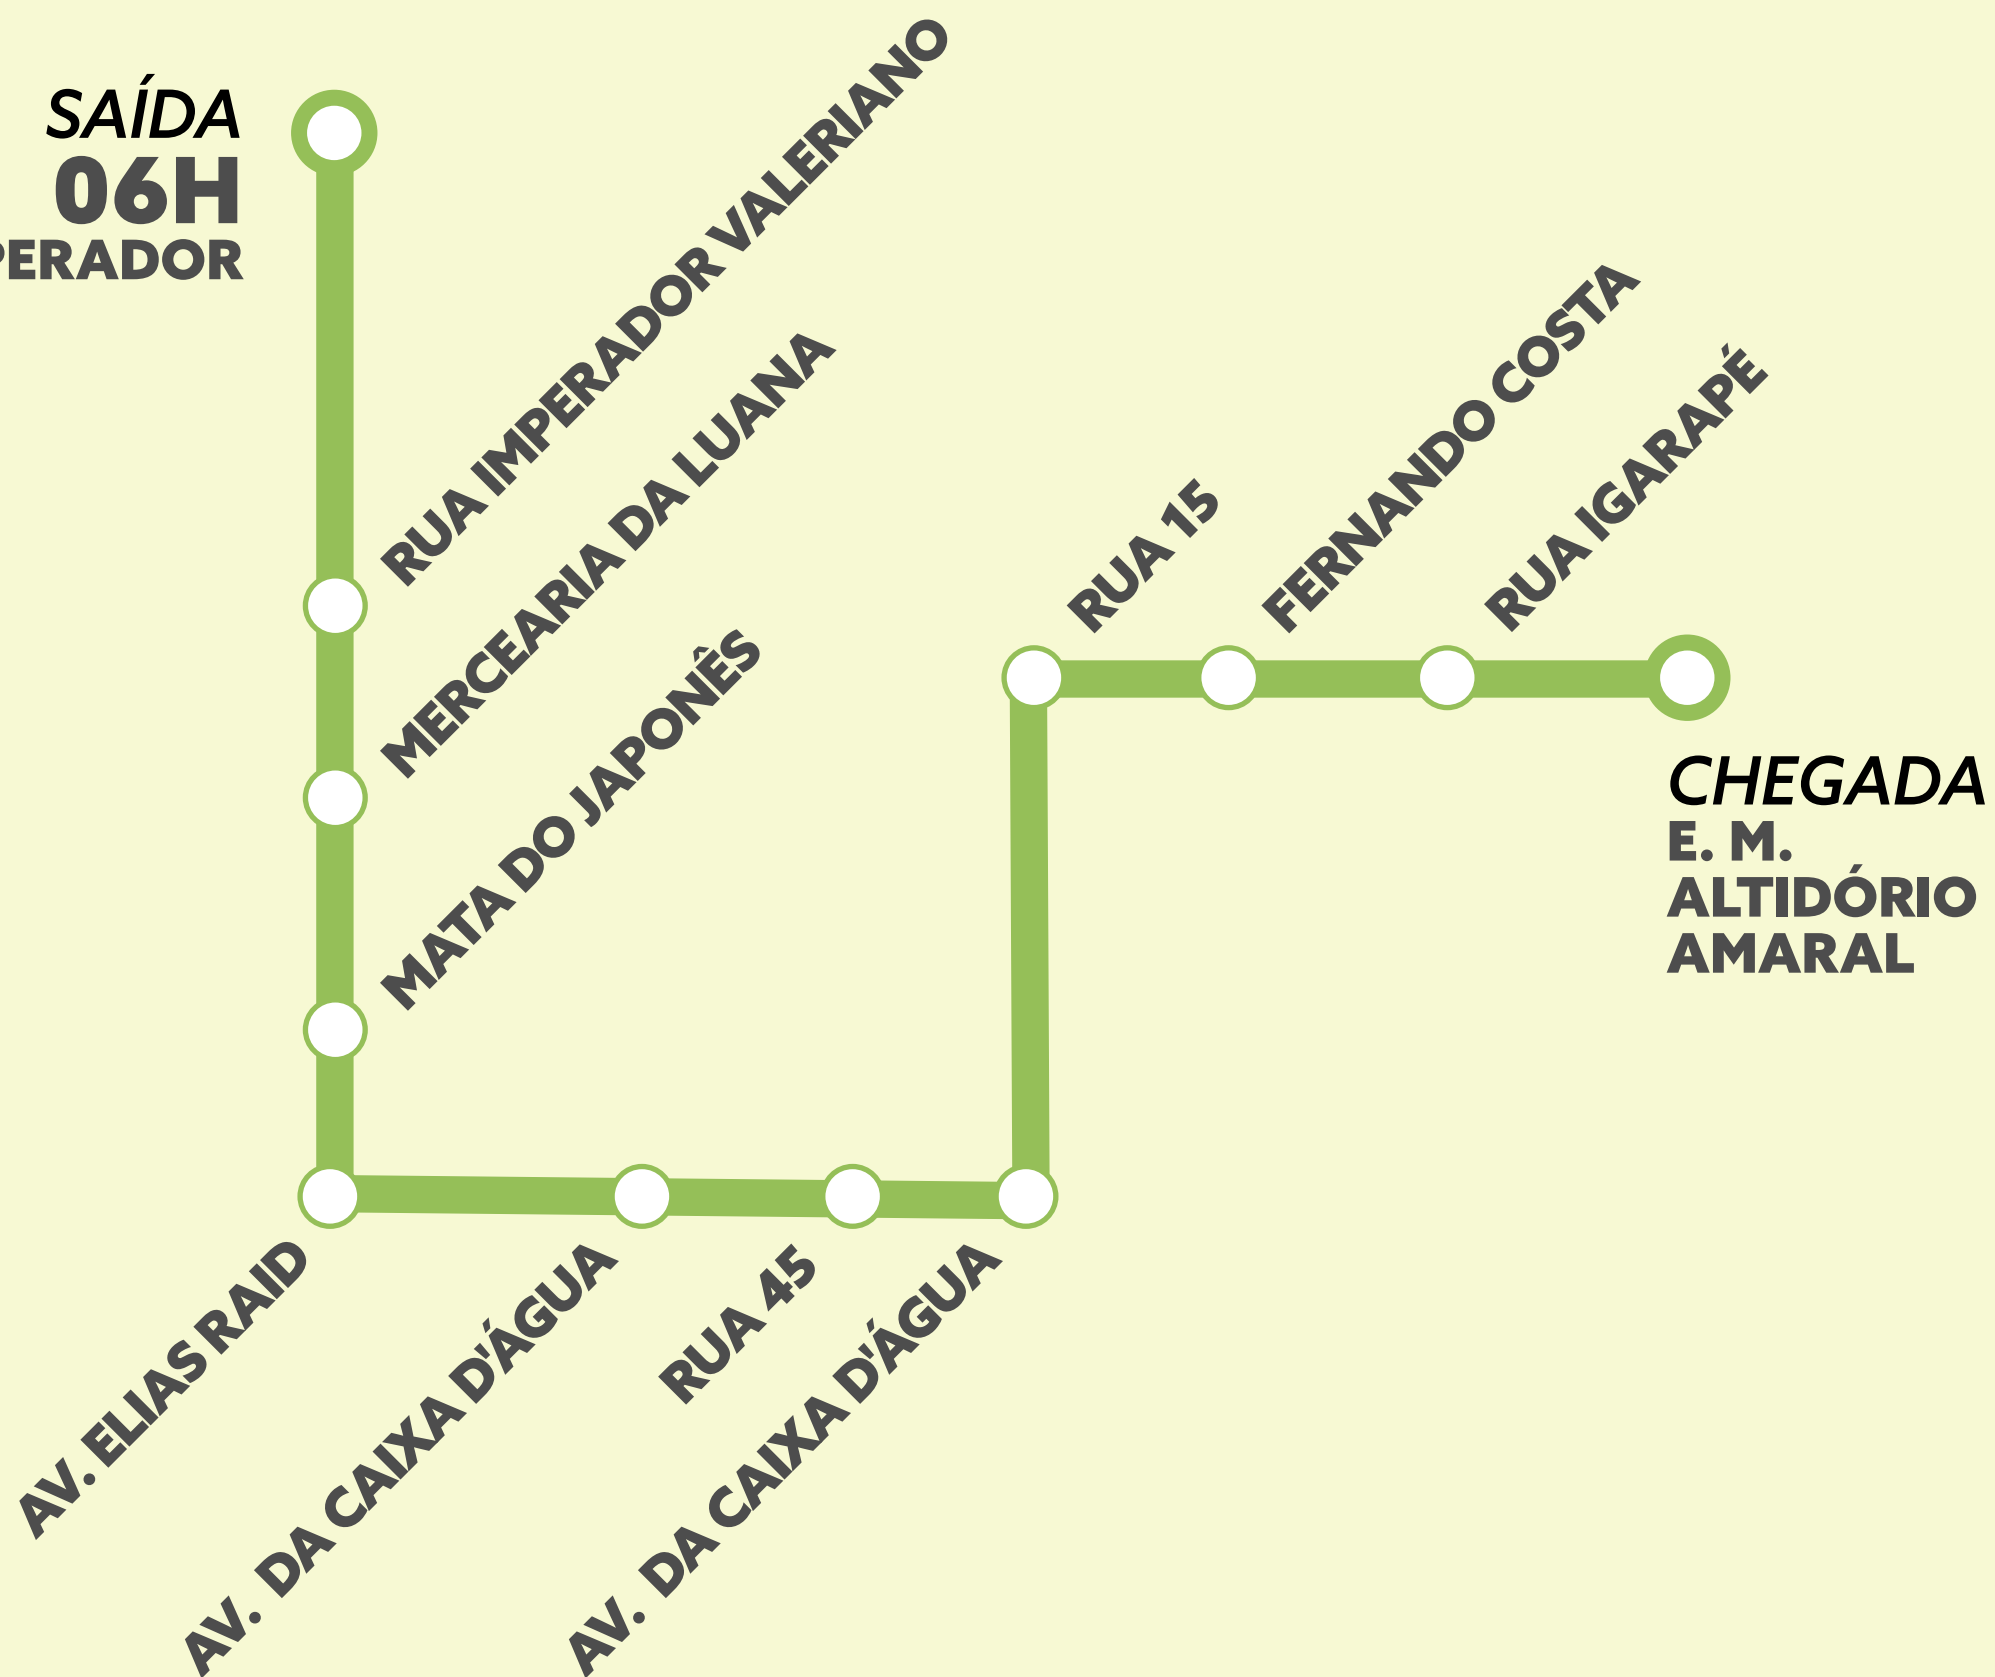 SAÍDA
06H
PERADOR
RUA IMPERADOR VALERIANO
MERCEARIA DA LUANA
MATA DO JAPONÊS
AV. ELIAS RAID
AV. DA CAIXA D'ÁGUA
RUA 45
AV. DA CAIXA D'ÁGUA
RUA 15
FERNANDO COSTA
RUA IGARAPÉ
CHEGADA
E. M.
ALTIDÓRIO
AMARAL